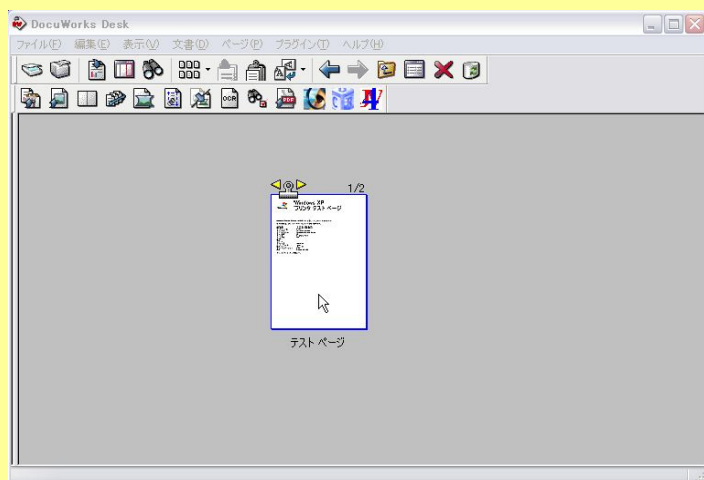 DocuWorks Desk
ファイル(F) 編集(E) 表示(V) 文書(D) ページ(P) プラグイン(T) ヘルプ(H)
OCR
PDF
1/2
Windows XP
プリンタ テスト ページ
テスト ページ